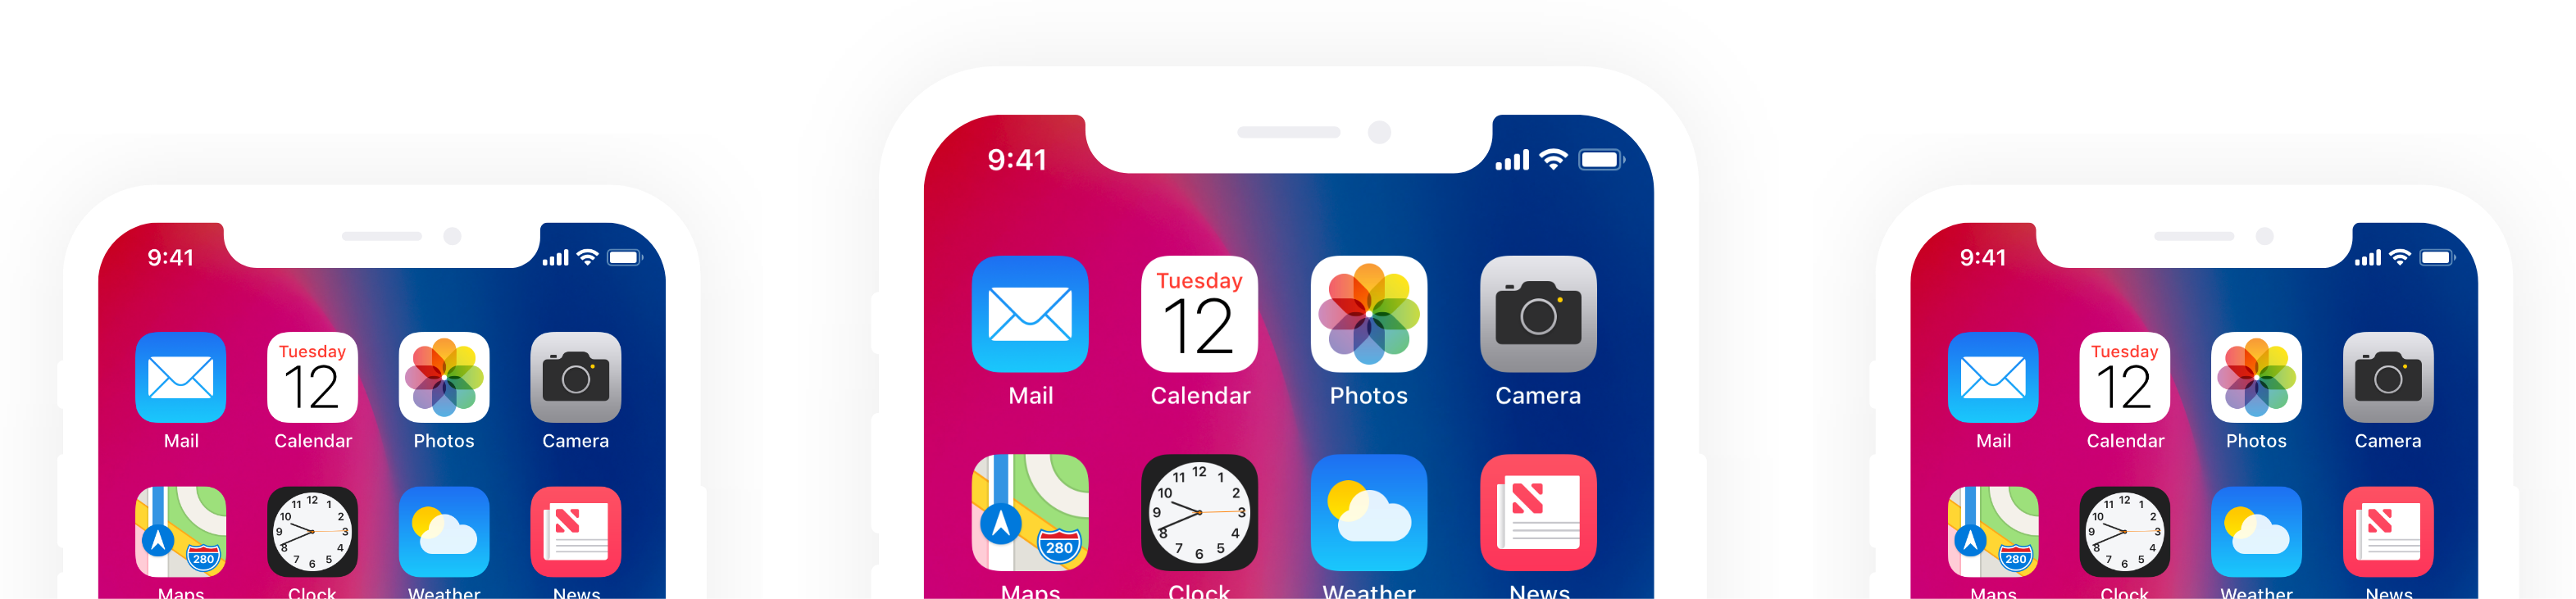 9:41
Tuesday
12
Mail Calendar Photos Camera
280
12 1 2 3 4 5 6 7 8 9 10 11
Maps Clock Weather News
9:41
Tuesday
12
Mail Calendar Photos Camera
280
12 1 2 3 4 5 6 7 8 9 10 11
Maps Clock Weather News
9:41
Tuesday
12
Mail Calendar Photos Camera
280
12 1 2 3 4 5 6 7 8 9 10 11
Maps Clock Weather News